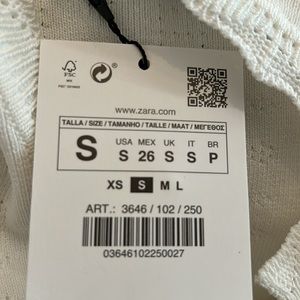 FSC
www.zara.com
TALLA / SIZE / TAMANHO / TAILLE / MAAT / ΜΕΓΕΘΟΣ
S
USA MEX UK IT BR
S 26 S S P
XS S M L
ART.: 3646 / 102 / 250
03646102250027